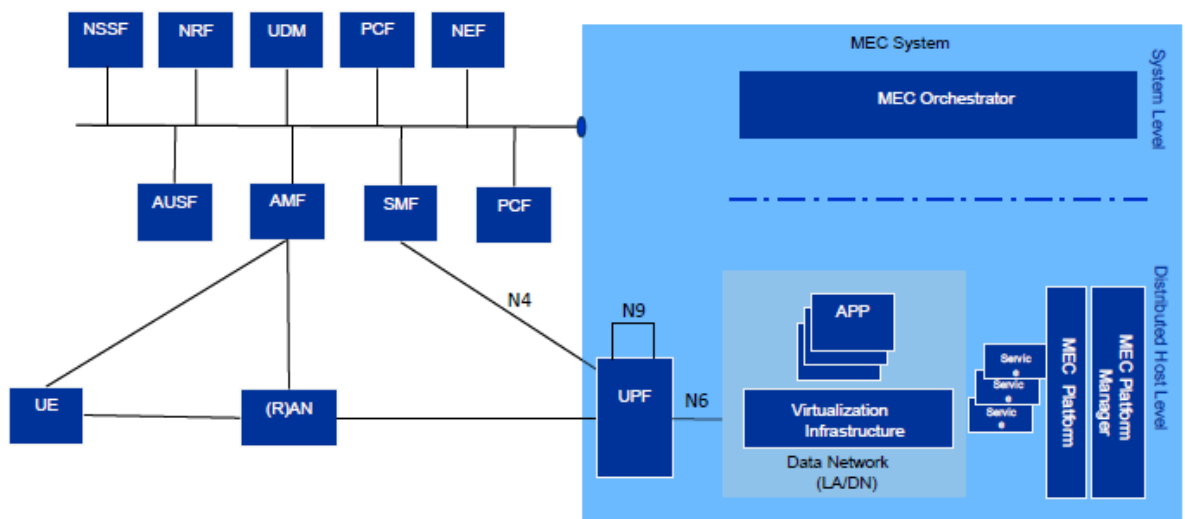 NSSF
NRF
UDM
PCF
NEF
MEC System
MEC Orchestrator
System Level
AUSF
AMF
SMF
PCF
N4
N9
APP
UE
(R)AN
UPF
N6
Virtualization
Infrastructure
Data Network
(LA/DN)
Servic
e
Servic
e
Servic
e
MEC Platform
MEC Platform
Manager
Distributed Host Level